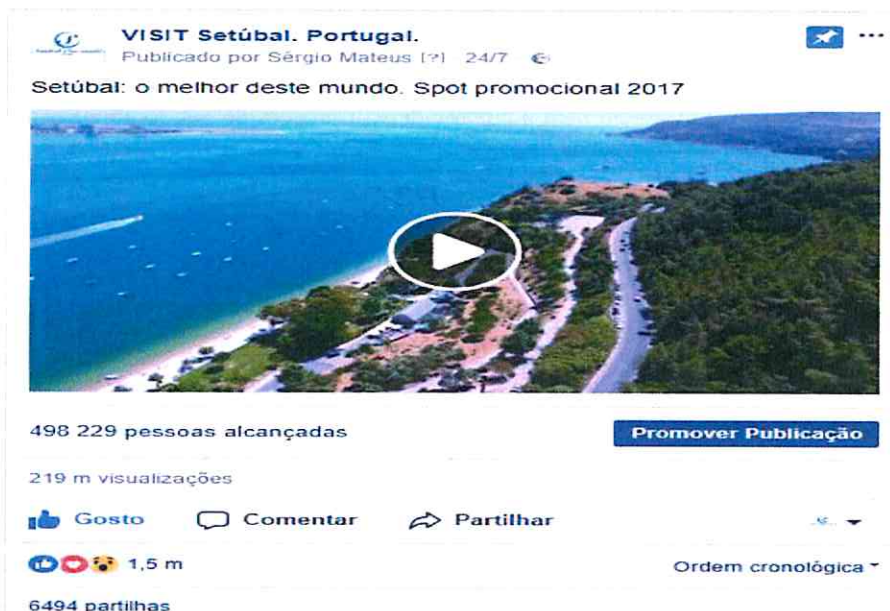 VISIT Setúbal. Portugal.
Publicado por Sérgio Mateus [?] 24/7
Setúbal: o melhor deste mundo. Spot promocional 2017
498 229 pessoas alcançadas
Promover Publicação
219 m visualizações
Gosto Comentar Partilhar
1,5 m
Ordem cronológica
6494 partilhas